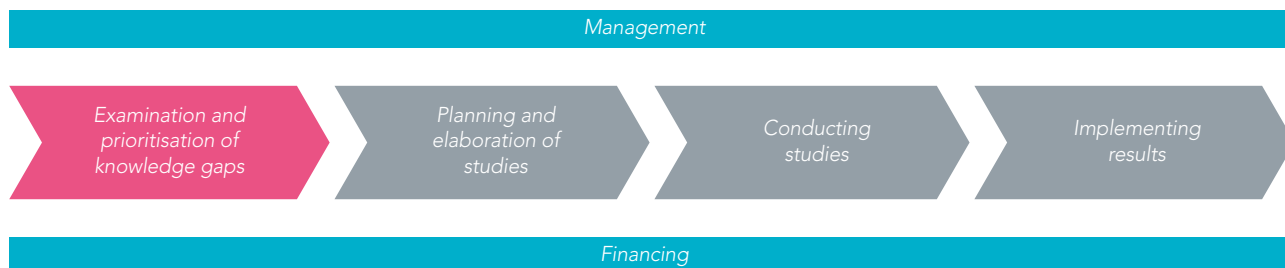 Management
Examination and
prioritisation of
knowledge gaps
Planning and
elaboration of
studies
Conducting
studies
Implementing
results
Financing